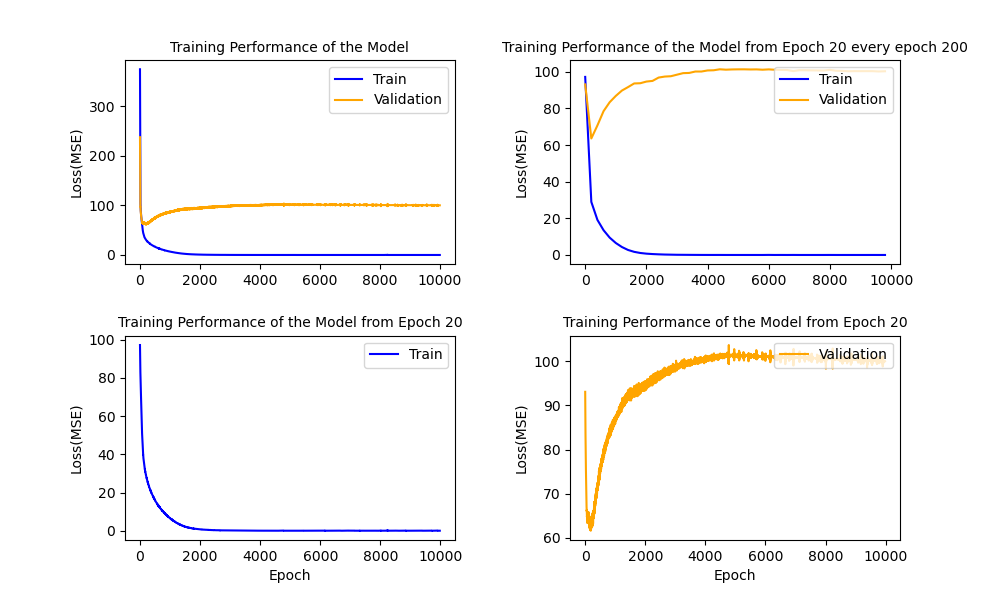 Training Performance of the Model
Loss(MSE)
300
200
100
0
0 2000 4000 6000 8000 10000
Train
Validation
Training Performance of the Model from Epoch 20 every epoch 200
Loss(MSE)
100
80
60
40
20
0
0 2000 4000 6000 8000 10000
Train
Validation
Training Performance of the Model from Epoch 20
Loss(MSE)
100
80
60
40
20
0
0 2000 4000 6000 8000 10000
Epoch
Train
Training Performance of the Model from Epoch 20
Loss(MSE)
100
90
80
70
60
0 2000 4000 6000 8000 10000
Epoch
Validation